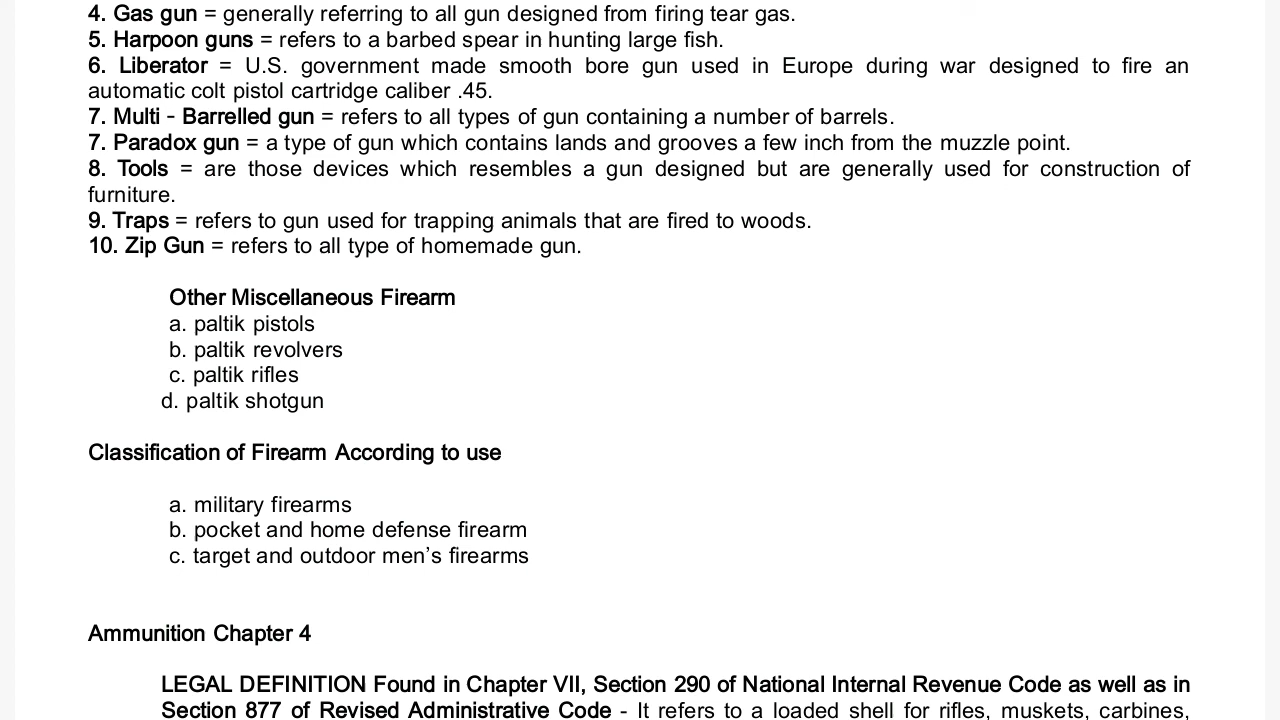 4. Gas gun = generally referring to all gun designed from firing tear gas.
5. Harpoon guns = refers to a barbed spear in hunting large fish.
6. Liberator = U.S. government made smooth bore gun used in Europe during war designed to fire an
automatic colt pistol cartridge caliber .45.
7. Multi - Barrelled gun = refers to all types of gun containing a number of barrels.
7. Paradox gun = a type of gun which contains lands and grooves a few inch from the muzzle point.
8. Tools = are those devices which resembles a gun designed but are generally used for construction of
furniture.
9. Traps = refers to gun used for trapping animals that are fired to woods.
10. Zip Gun = refers to all type of homemade gun.
Other Miscellaneous Firearm
a. paltik pistols
b. paltik revolvers
c. paltik rifles
d. paltik shotgun
Classification of Firearm According to use
a. military firearms
b. pocket and home defense firearm
c. target and outdoor men’s firearms
Ammunition Chapter 4
LEGAL DEFINITION Found in Chapter VII, Section 290 of National Internal Revenue Code as well as in
Section 877 of Revised Administrative Code - It refers to a loaded shell for rifles, muskets, carbines,